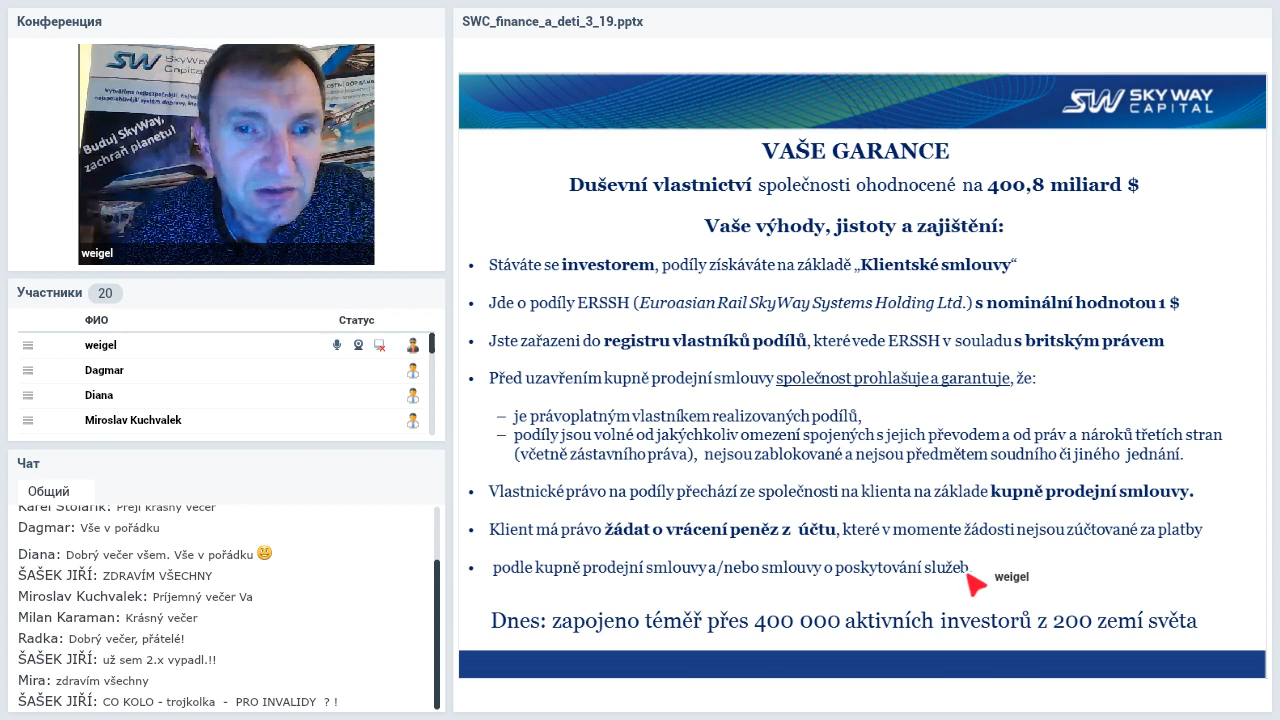 Конференция
SW SkyWay
Capital
Buduj SkyWay,
zachraň planetu!
weigel
Участники 20
ФИО Статус
weigel
Dagmar
Diana
Miroslav Kuchvalek
Чат
Общий
Karel Stolařík: Přeji krásný večer
Dagmar: Vše v pořádku
Diana: Dobrý večer všem. Vše v pořádku
ŠAŠEK JIŘÍ: ZDRAVÍM VŠECHNY
Miroslav Kuchvalek: Príjemný večer Va
Milan Karaman: Krásný večer
Radka: Dobrý večer, přátelé!
ŠAŠEK JIŘÍ: už sem 2.x vypadl.!!
Mira: zdravím všechny
ŠAŠEK JIŘÍ: CO KOLO - trojkolka - PRO INVALIDY ? !
SWC_finance_a_deti_3_19.pptx
SW SKY WAY
CAPITAL
VAŠE GARANCE
Duševní vlastnictví společnosti ohodnocené na 400,8 miliard $
Vaše výhody, jistoty a zajištění:
• Stáváte se investorem, podíly získáváte na základě „Klientské smlouvy“
• Jde o podíly ERSSH (Euroasian Rail SkyWay Systems Holding Ltd.) s nominální hodnotou 1 $
• Jste zařazeni do registru vlastníků podílů, které vede ERSSH v souladu s britským právem
• Před uzavřením kupně prodejní smlouvy společnost prohlašuje a garantuje, že:
– je právoplatným vlastníkem realizovaných podílů,
– podíly jsou volné od jakýchkoliv omezení spojených s jejich převodem a od práv a nároků třetích stran
(včetně zástavního práva), nejsou zablokované a nejsou předmětem soudního či jiného jednání.
• Vlastnické právo na podíly přechází ze společnosti na klienta na základe kupně prodejní smlouvy.
• Klient má právo žádat o vrácení peněz z účtu, které v momente žádosti nejsou zúčtované za platby
• podle kupně prodejní smlouvy a/nebo smlouvy o poskytování služeb
weigel
Dnes: zapojeno téměř přes 400 000 aktivních investorů z 200 zemí světa